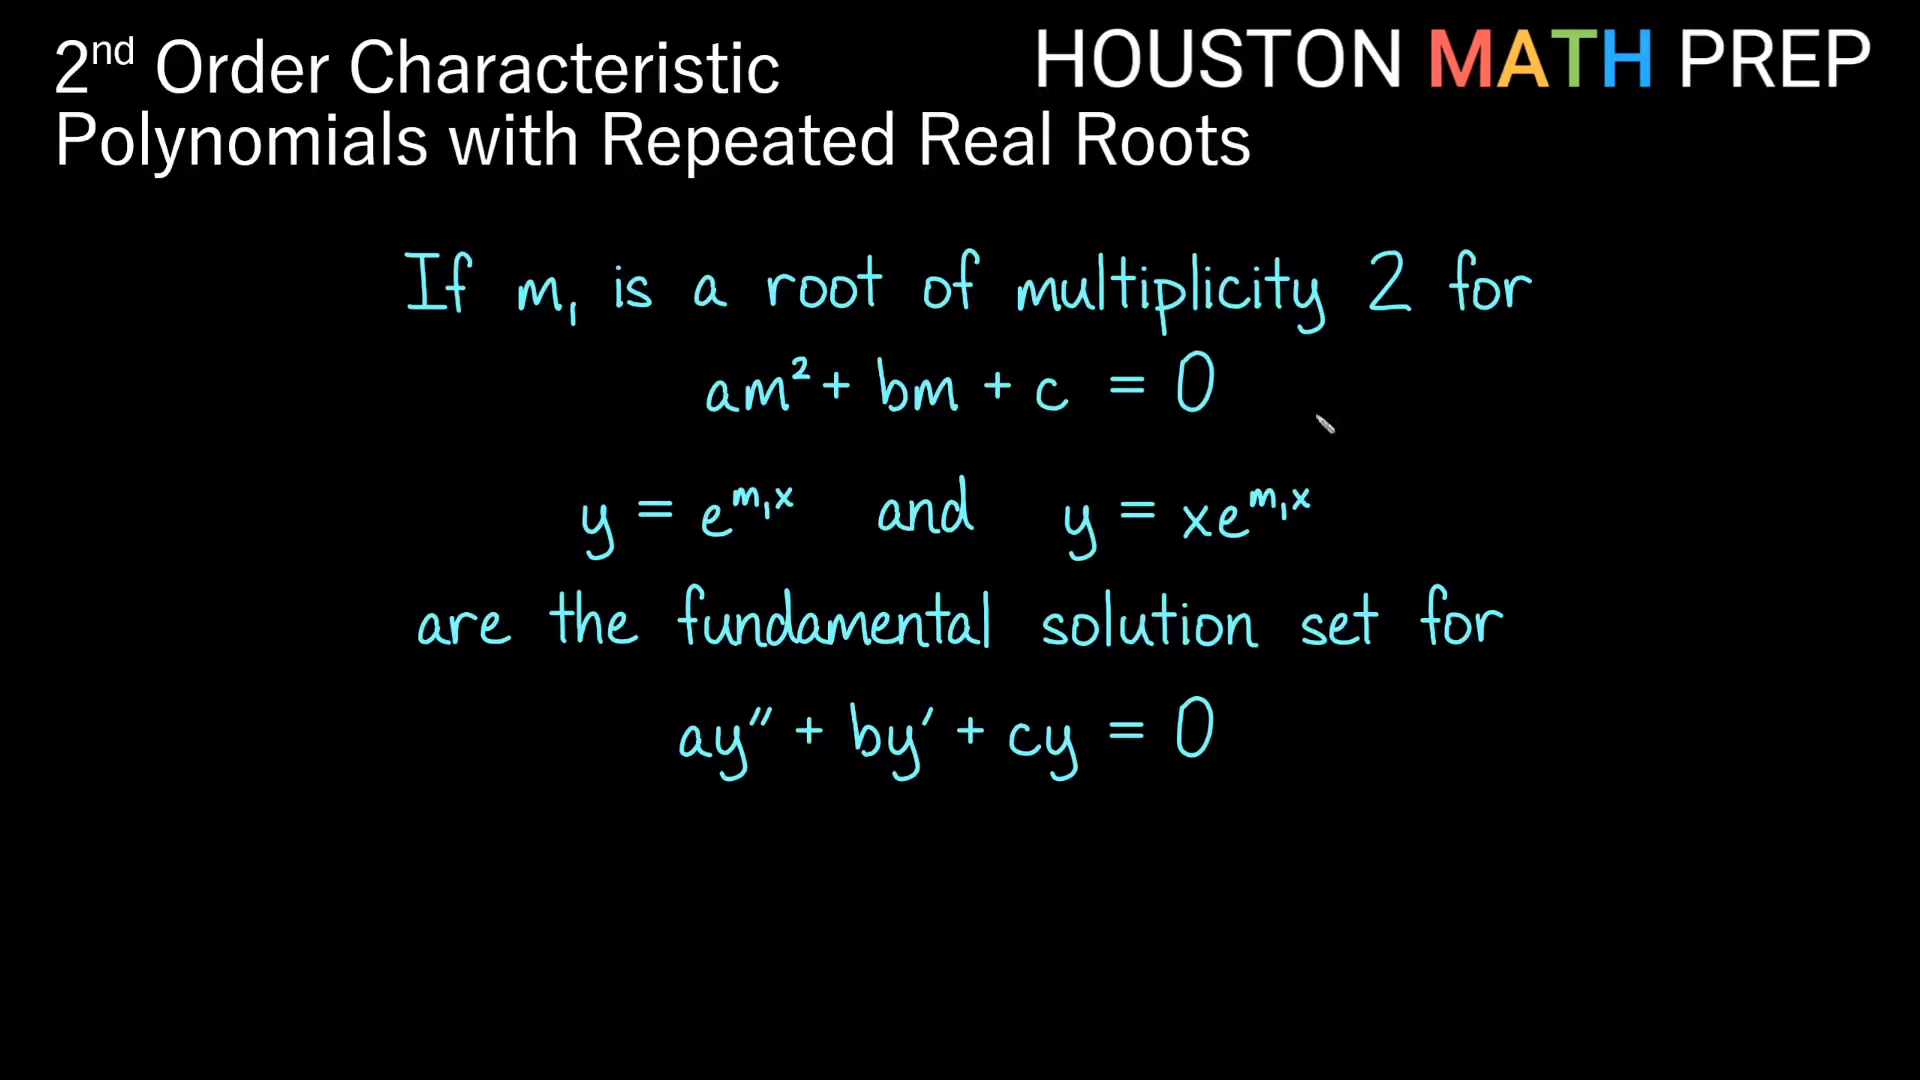 2nd Order Characteristic
Polynomials with Repeated Real Roots
HOUSTON MATH PREP
If m₁ is a root of multiplicity 2 for
am² + bm + c = 0
y = e^{m₁x} and y = xe^{m₁x}
are the fundamental solution set for
ay″ + by′ + cy = 0